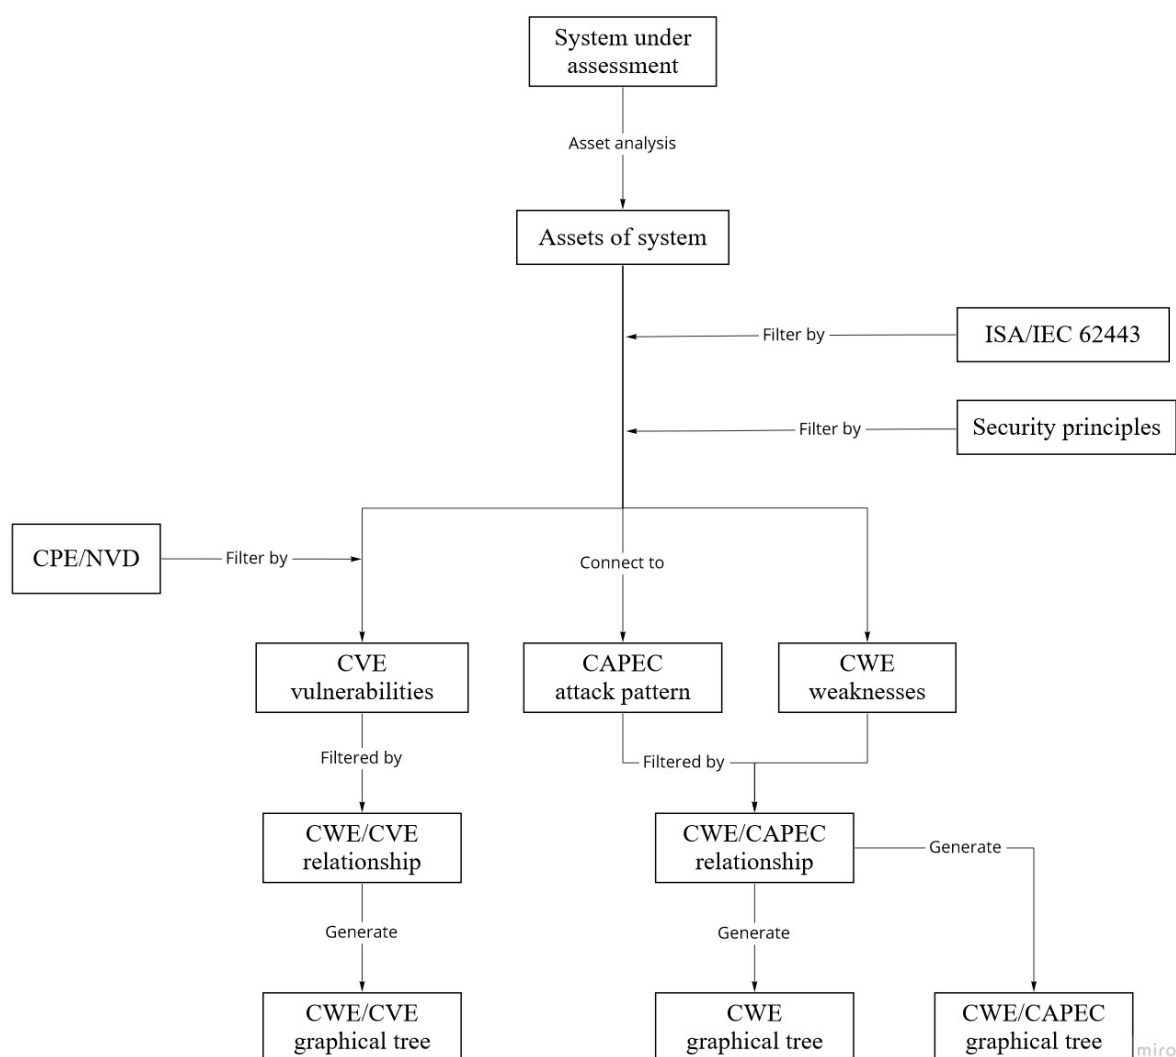 System under
assessment
Asset analysis
Assets of system
Filter by
ISA/IEC 62443
Filter by
Security principles
CPE/NVD
Filter by
Connect to
CVE
vulnerabilities
CAPEC
attack pattern
CWE
weaknesses
Filtered by
Filtered by
CWE/CVE
relationship
CWE/CAPEC
relationship
Generate
Generate
Generate
CWE/CVE
graphical tree
CWE
graphical tree
CWE/CAPEC
graphical tree
miro